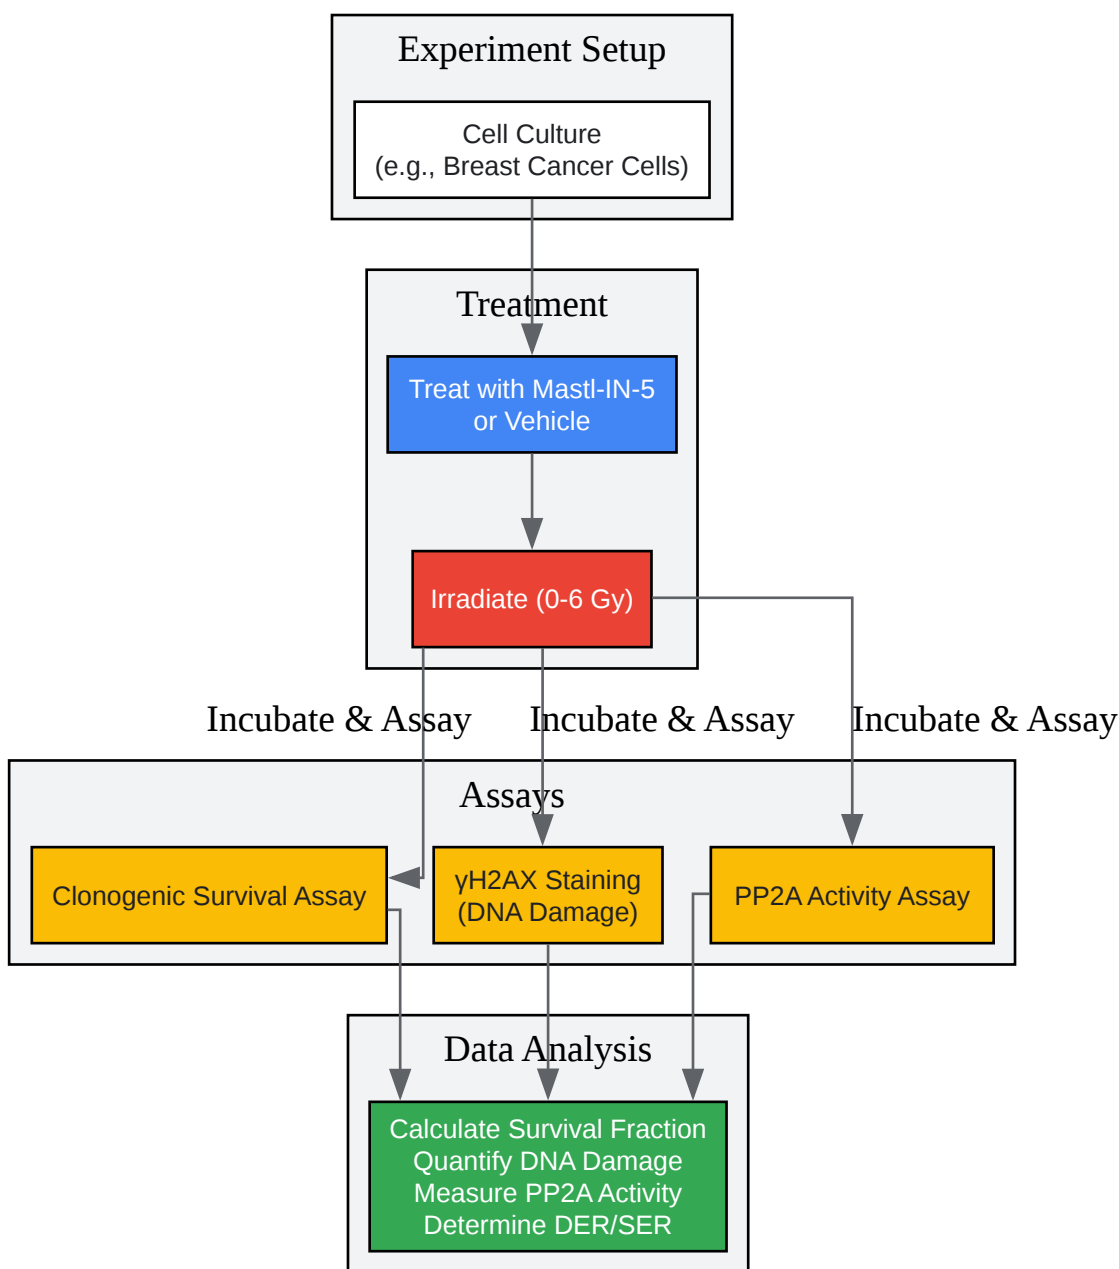 Experiment Setup
Cell Culture
(e.g., Breast Cancer Cells)
Treatment
Treat with Mastl-IN-5
or Vehicle
Irradiate (0-6 Gy)
Incubate & Assay
Incubate & Assay
Incubate & Assay
Assays
Clonogenic Survival Assay
γH2AX Staining
(DNA Damage)
PP2A Activity Assay
Data Analysis
Calculate Survival Fraction
Quantify DNA Damage
Measure PP2A Activity
Determine DER/SER